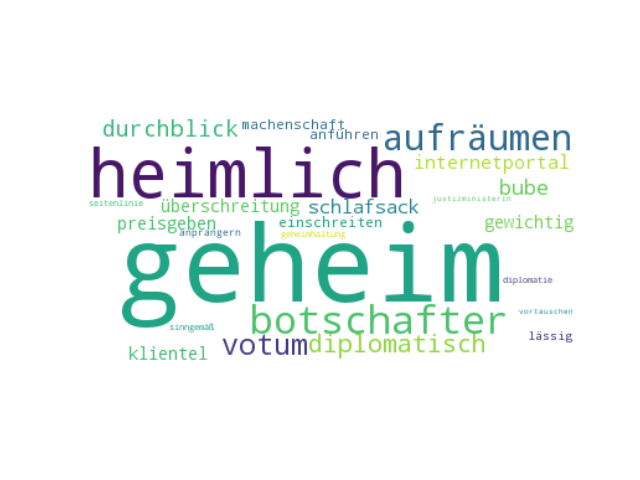 durchblick
machenschaft
anführen
aufräumen
heimlich
internetportal
bube
seitenlinie
überschreitung
schlafsack
justizministerin
preisgeben
einschreiten
gewichtig
anprangern
geheimhaltung
geheim
diplomatie
botschafter
vortäuschen
sinngemäß
votum
diplomatisch
lässig
klientel